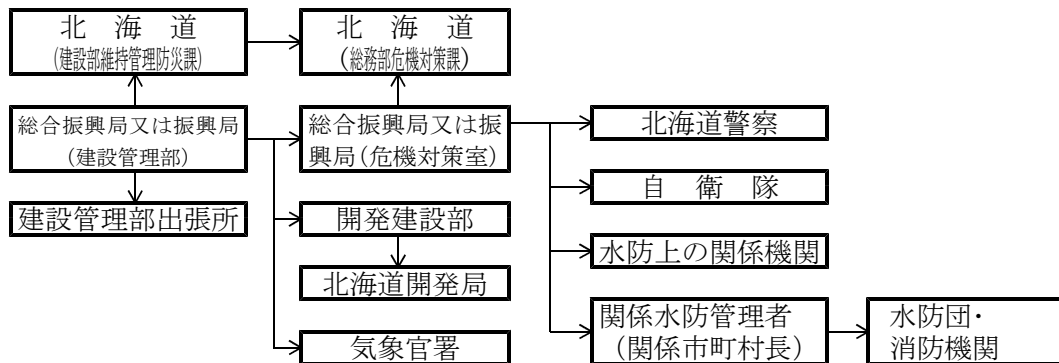 北　海　道
(建設部維持管理防災課)
北　海　道
(総務部危機対策課)
総合振興局又は振興局
(建設管理部)
総合振興局又は振
興局(危機対策室)
北海道警察
自　衛　隊
建設管理部出張所
開発建設部
水防上の関係機関
北海道開発局
気象官署
関係水防管理者
(関係市町村長)
水防団・
消防機関